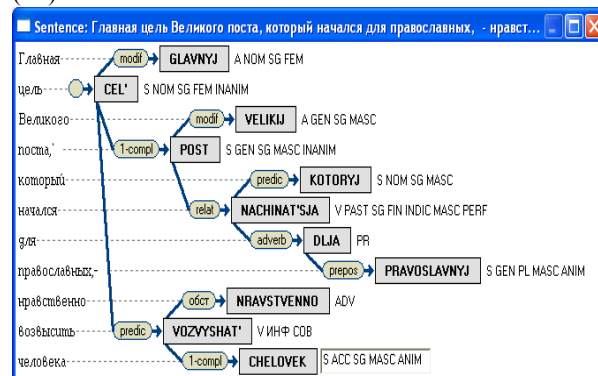 Sentence: Главная цель Великого поста, который начался для православных, - нравст...
Главная modif GLAVNYJ A NOM SG FEM
цель CEL' S NOM SG FEM INANIM
Великого modif VELIKIJ A GEN SG MASC
поста,' 1-compl POST S GEN SG MASC INANIM
который predic KOTORYJ S NOM SG MASC
начался relat NACHINAT'SJA V PAST SG FIN INDIC MASC PERF
для adverb DLJA PR
православных,- prepos PRAVOSLAVNYJ S GEN PL MASC ANIM
нравственно обст NRAVSTVENNO ADV
возвысить predic VOZVYSHAT' V ИНФ СОВ
человека 1-compl CHELOVEK S ACC SG MASC ANIM